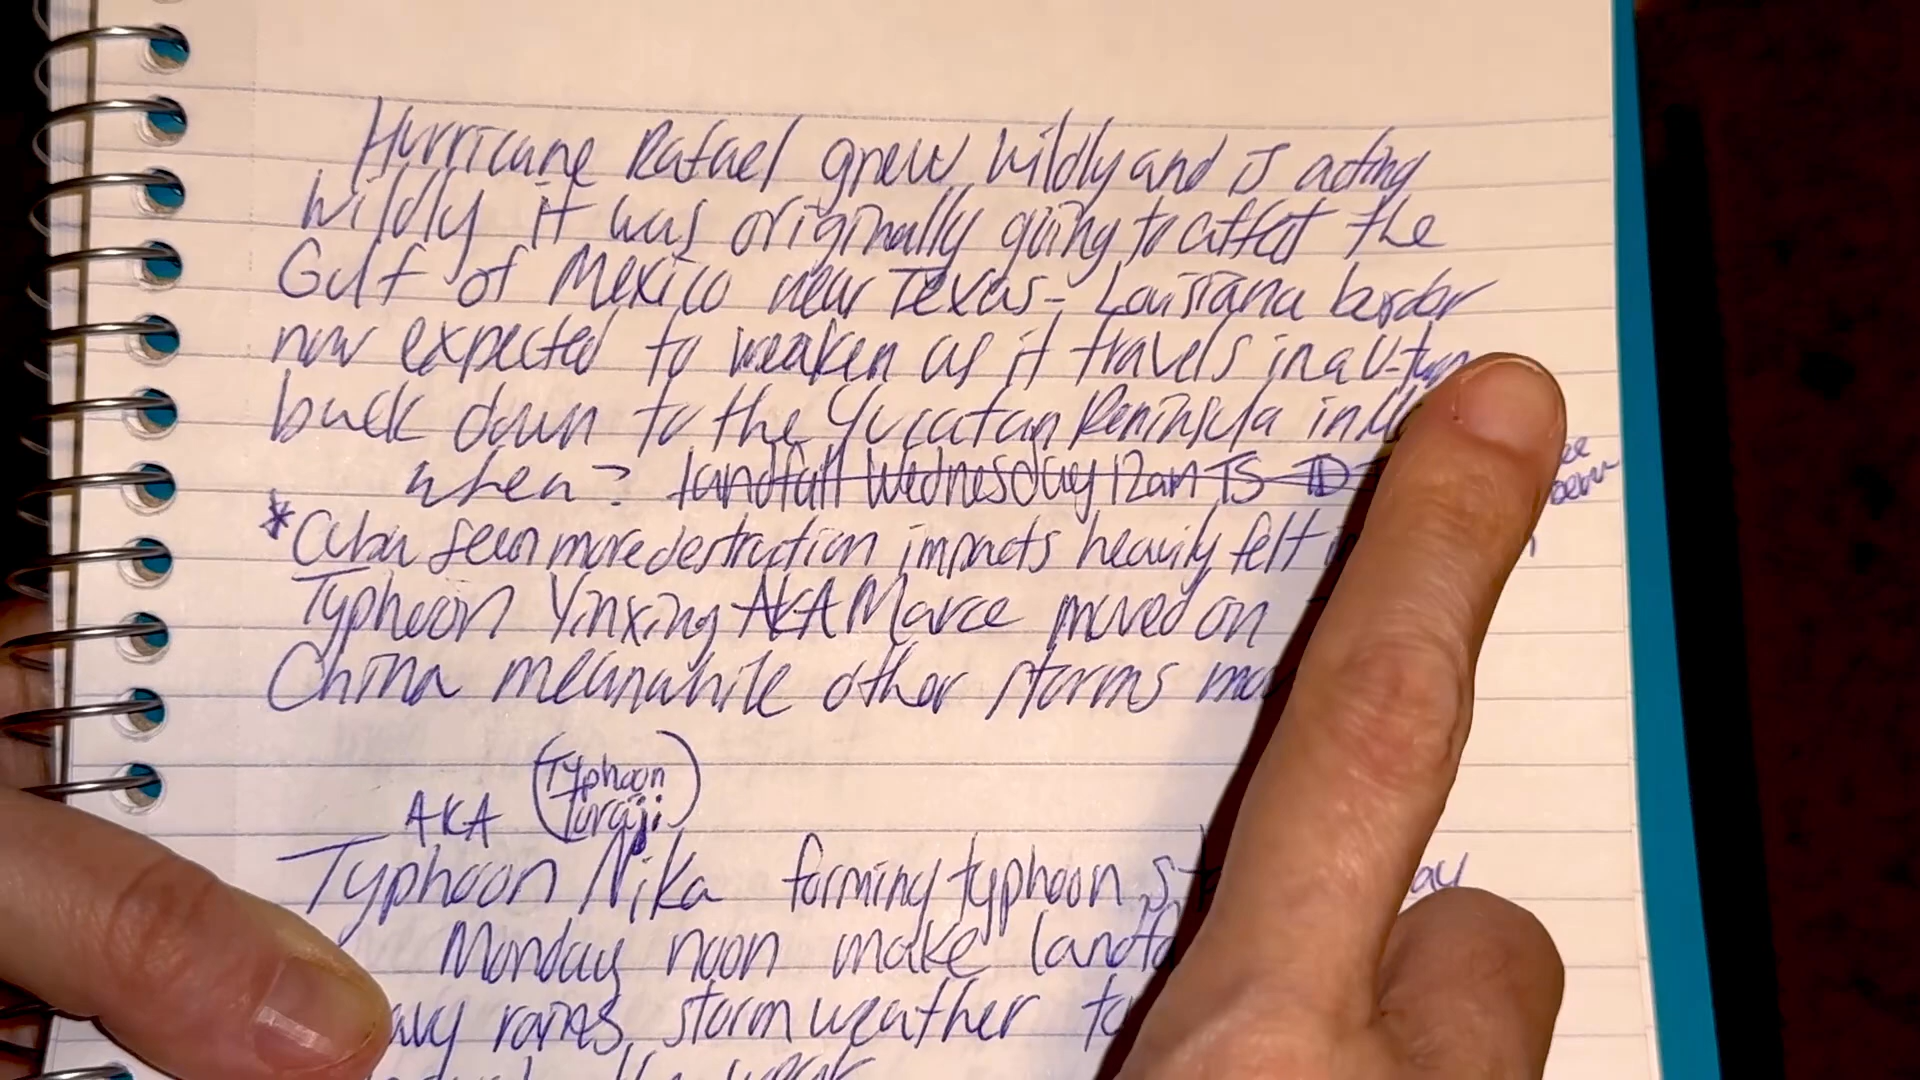 Hurricane Rafael grew wildly and is acting
wildly it was originally going to affect the
Gulf of Mexico near Texas - Louisiana border
now expected to weaken as it travels in a U-turn
back down to the Yucatan Peninsula in
when? landfall Wednesday 12am TS TD
*Cuba seen more destruction impacts heavily felt
Typhoon Yinxing AKA Marce moved on
China meanwhile other storms
AKA (Typhoon Toraji)
Typhoon Nika forming typhoon
Monday noon make
rains, storm weather
the week